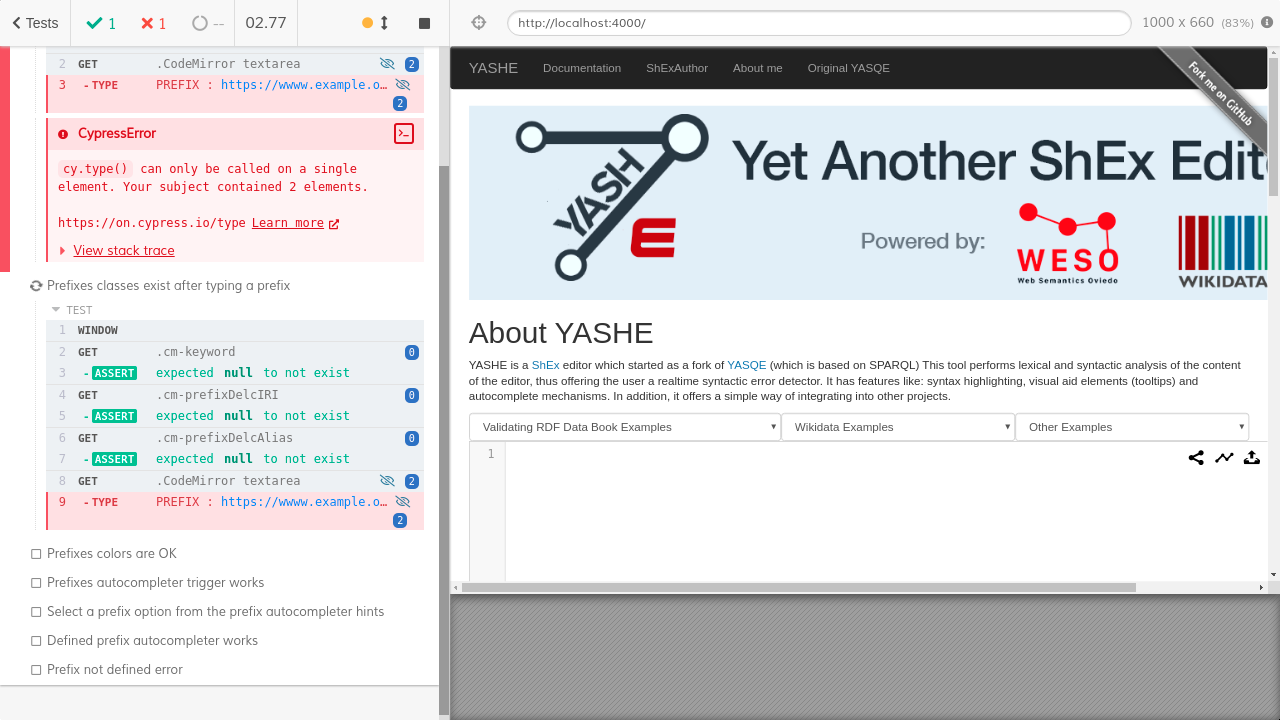 Tests
1
1
--
02.77
http://localhost:4000/
1000 x 660 (83%)
2 GET .CodeMirror textarea 2
3 -TYPE PREFIX : https://wwww.example.o…
2
CypressError
cy.type() can only be called on a single
element. Your subject contained 2 elements.
https://on.cypress.io/type Learn more
View stack trace
Prefixes classes exist after typing a prefix
TEST
1 WINDOW
2 GET .cm-keyword 0
3 -ASSERT expected null to not exist
4 GET .cm-prefixDelcIRI 0
5 -ASSERT expected null to not exist
6 GET .cm-prefixDelcAlias 0
7 -ASSERT expected null to not exist
8 GET .CodeMirror textarea 2
9 -TYPE PREFIX : https://wwww.example.o…
2
Prefixes colors are OK
Prefixes autocompleter trigger works
Select a prefix option from the prefix autocompleter hints
Defined prefix autocompleter works
Prefix not defined error
YASHE Documentation ShExAuthor About me Original YASQE
Fork me on GitHub
YASH
E
Yet Another ShEx Edit
Powered by:
WESO
Web Semantics Oviedo
WIKIDATA
About YASHE
YASHE is a ShEx editor which started as a fork of YASQE (which is based on SPARQL) This tool performs lexical and syntactic analysis of the content
of the editor, thus offering the user a realtime syntactic error detector. It has features like: syntax highlighting, visual aid elements (tooltips) and
autocomplete mechanisms. In addition, it offers a simple way of integrating into other projects.
Validating RDF Data Book Examples
Wikidata Examples
Other Examples
1